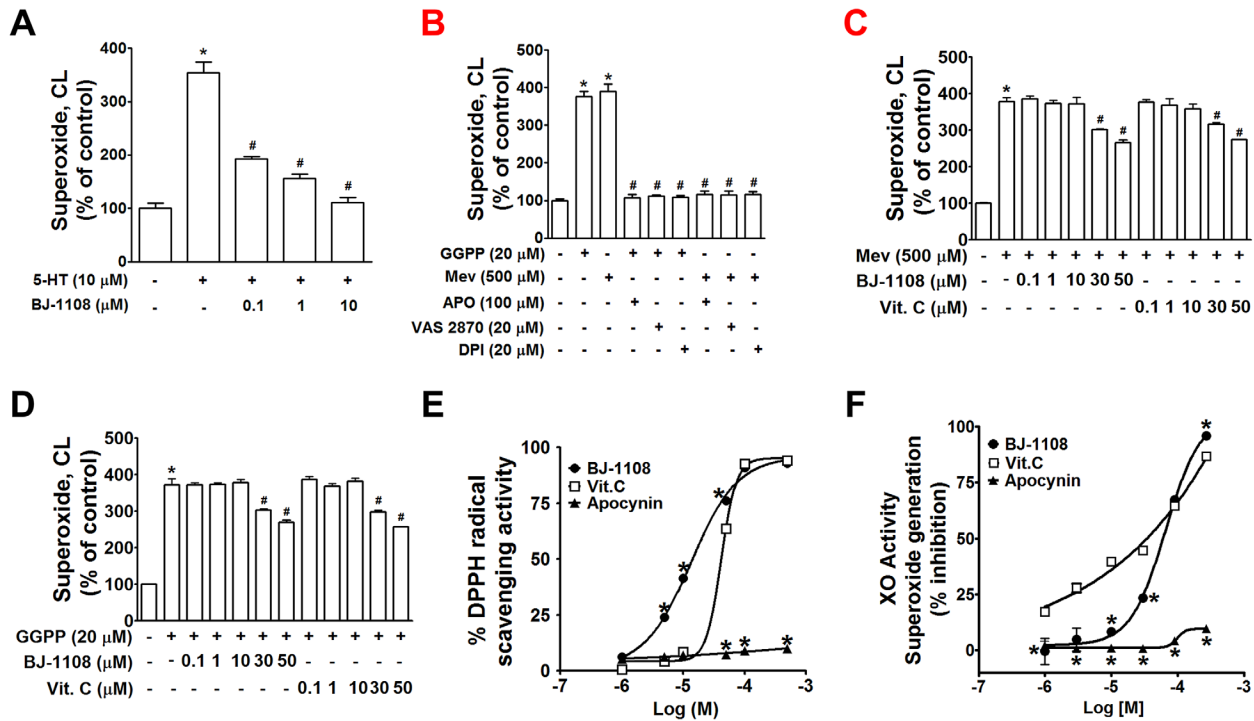 A
Superoxide, CL
(% of control)
400
300
200
100
0
*
#
#
#
5-HT (10 μM) - + + + +
BJ-1108 (μM) - - 0.1 1 10
B
Superoxide, CL
(% of control)
500
400
300
200
100
0
* *
# # # # # #
GGPP (20 μM) - + - + + + - - -
Mev (500 μM) - - + - - - + + +
APO (100 μM) - - - + - - + - -
VAS 2870 (20 μM) - - - - + - - + -
DPI (20 μM) - - - - - + - - +
C
Superoxide, CL
(% of control)
500
400
300
200
100
0
*
# # # #
Mev (500 μM) - + + + + + + + + + + +
BJ-1108 (μM) - - 0.1 1 10 30 50 - - - - -
Vit. C (μM) - - - - - - - 0.1 1 10 30 50
D
Superoxide, CL
(% of control)
500
400
300
200
100
0
*
# # # #
GGPP (20 μM) - + + + + + + + + + + +
BJ-1108 (μM) - - 0.1 1 10 30 50 - - - - -
Vit. C (μM) - - - - - - - 0.1 1 10 30 50
E
% DPPH radical
scavenging activity
100
75
50
25
0
BJ-1108
Vit.C
Apocynin
* * * * * *
-7 -6 -5 -4 -3
Log (M)
F
XO Activity
Superoxide generation
(% inhibition)
100
75
50
25
0
BJ-1108
Vit.C
Apocynin
* * * * * * * * *
-7 -6 -5 -4 -3
Log [M]